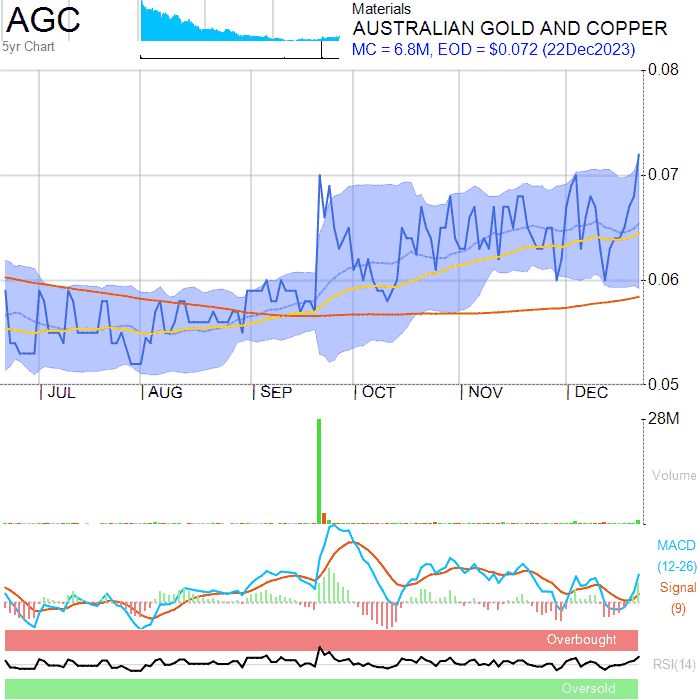 AGC
5yr Chart
Materials
AUSTRALIAN GOLD AND COPPER
MC = 6.8M, EOD = $0.072 (22Dec2023)
0.08
0.07
0.06
0.05
JUL
AUG
SEP
OCT
NOV
DEC
28M
Volume
MACD
(12-26)
Signal
(9)
Overbought
RSI(14)
Oversold